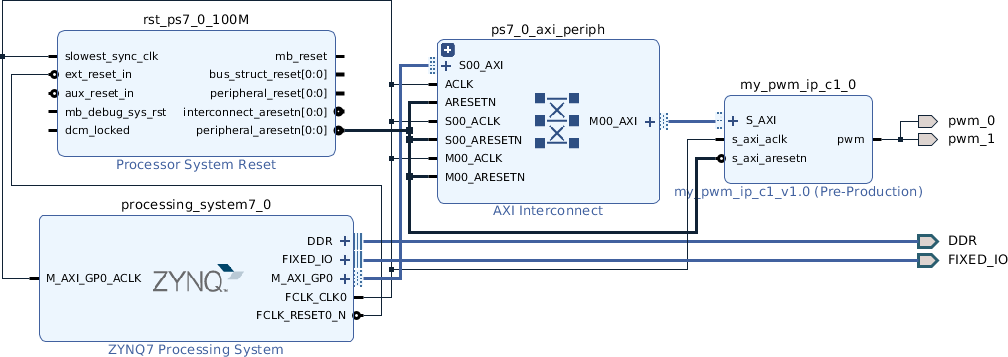 rst_ps7_0_100M
slowest_sync_clk
ext_reset_in
aux_reset_in
mb_debug_sys_rst
dcm_locked
mb_reset
bus_struct_reset[0:0]
peripheral_reset[0:0]
interconnect_aresetn[0:0]
peripheral_aresetn[0:0]
Processor System Reset
ps7_0_axi_periph
S00_AXI
ACLK
ARESETN
S00_ACLK
S00_ARESETN
M00_ACLK
M00_ARESETN
M00_AXI
AXI Interconnect
my_pwm_ip_c1_0
S_AXI
s_axi_aclk
s_axi_aresetn
pwm
my_pwm_ip_c1_v1.0 (Pre-Production)
pwm_0
pwm_1
processing_system7_0
M_AXI_GP0_ACLK
ZYNQ
DDR
FIXED_IO
M_AXI_GP0
FCLK_CLK0
FCLK_RESET0_N
ZYNQ7 Processing System
DDR
FIXED_IO